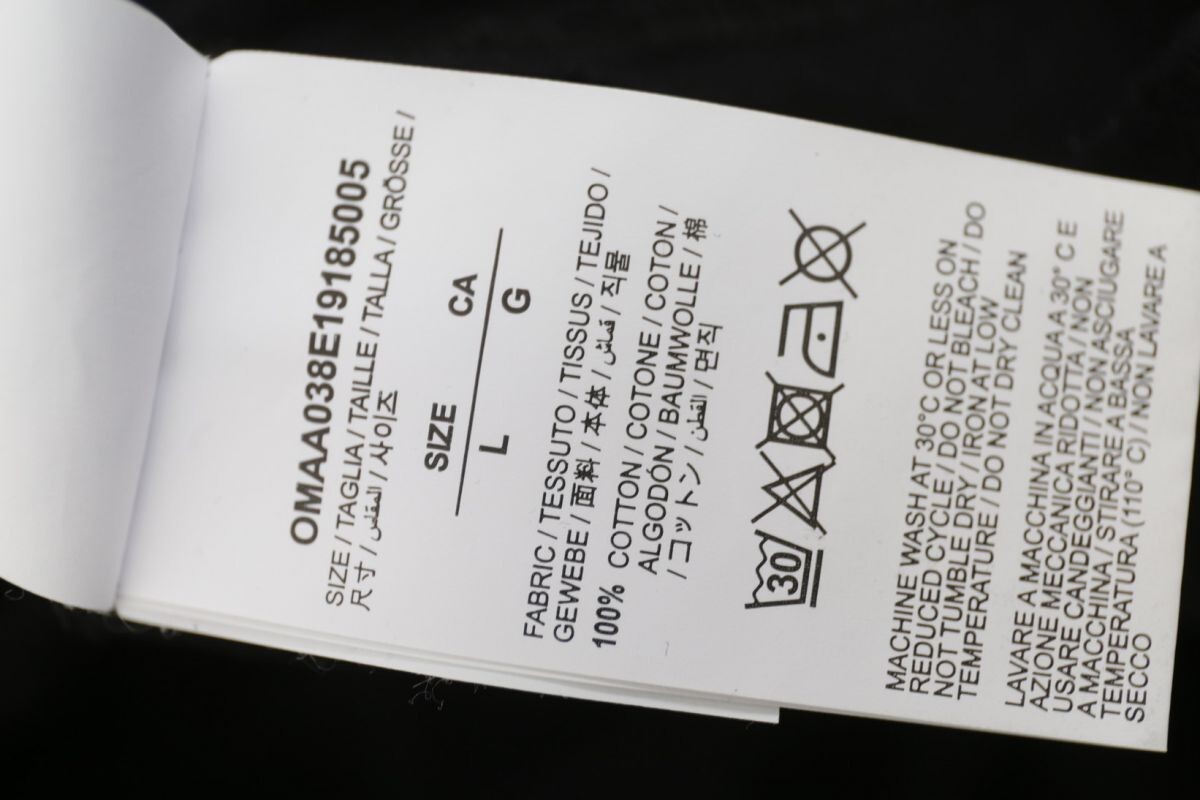 OMAA038E19185005
SIZE / TAGLIA / TAILLE / TALLA / GRÖSSE /
尺寸 / المقاس / 사이즈
SIZE CA
L G
FABRIC / TESSUTO / TISSUS / TEJIDO /
GEWEBE / 面料 / 本体 / قماش / 직물
100% COTTON / COTONE / COTON /
ALGODÓN / BAUMWOLLE / 棉
/ コットン / القطن / 면직
30
MACHINE WASH AT 30°C OR LESS ON
REDUCED CYCLE / DO NOT BLEACH / DO
NOT TUMBLE DRY / IRON AT LOW
TEMPERATURE / DO NOT DRY CLEAN
LAVARE A MACCHINA IN ACQUA A 30° C E
AZIONE MECCANICA RIDOTTA / NON
USARE CANDEGGIANTI / NON ASCIUGARE
A MACCHINA / STIRARE A BASSA
TEMPERATURA (110° C) / NON LAVARE A
SECCO